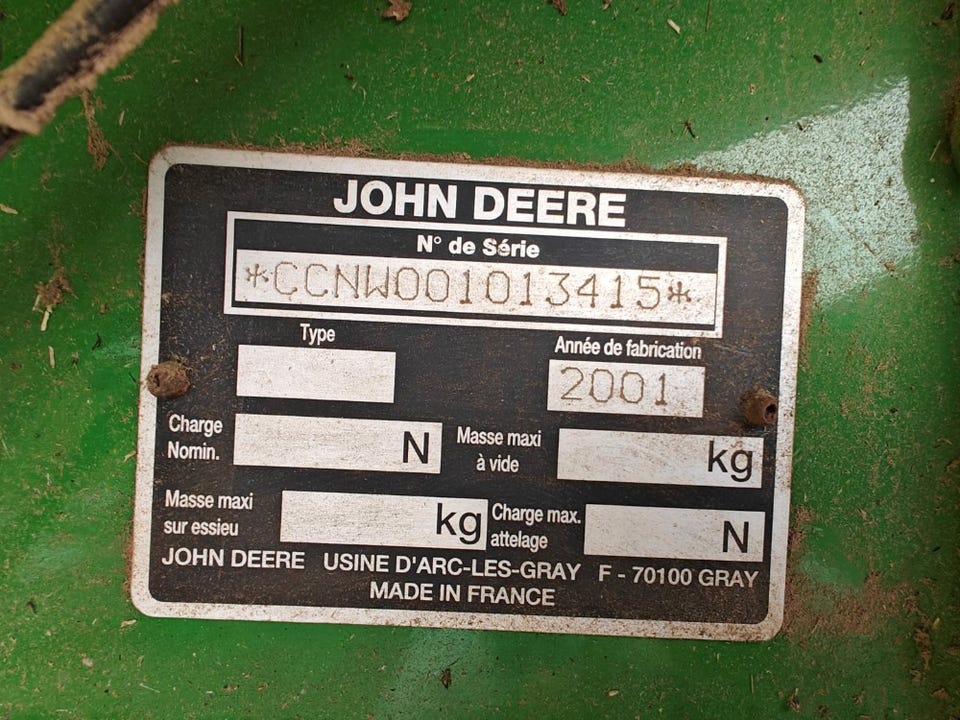 JOHN DEERE
N° de Série
*CCNW001013415*
Type
Année de fabrication
2001
Charge
Nomin.
N
Masse maxi
à vide
kg
Masse maxi
sur essieu
kg
Charge max.
attelage
N
JOHN DEERE USINE D'ARC-LES-GRAY F - 70100 GRAY
MADE IN FRANCE